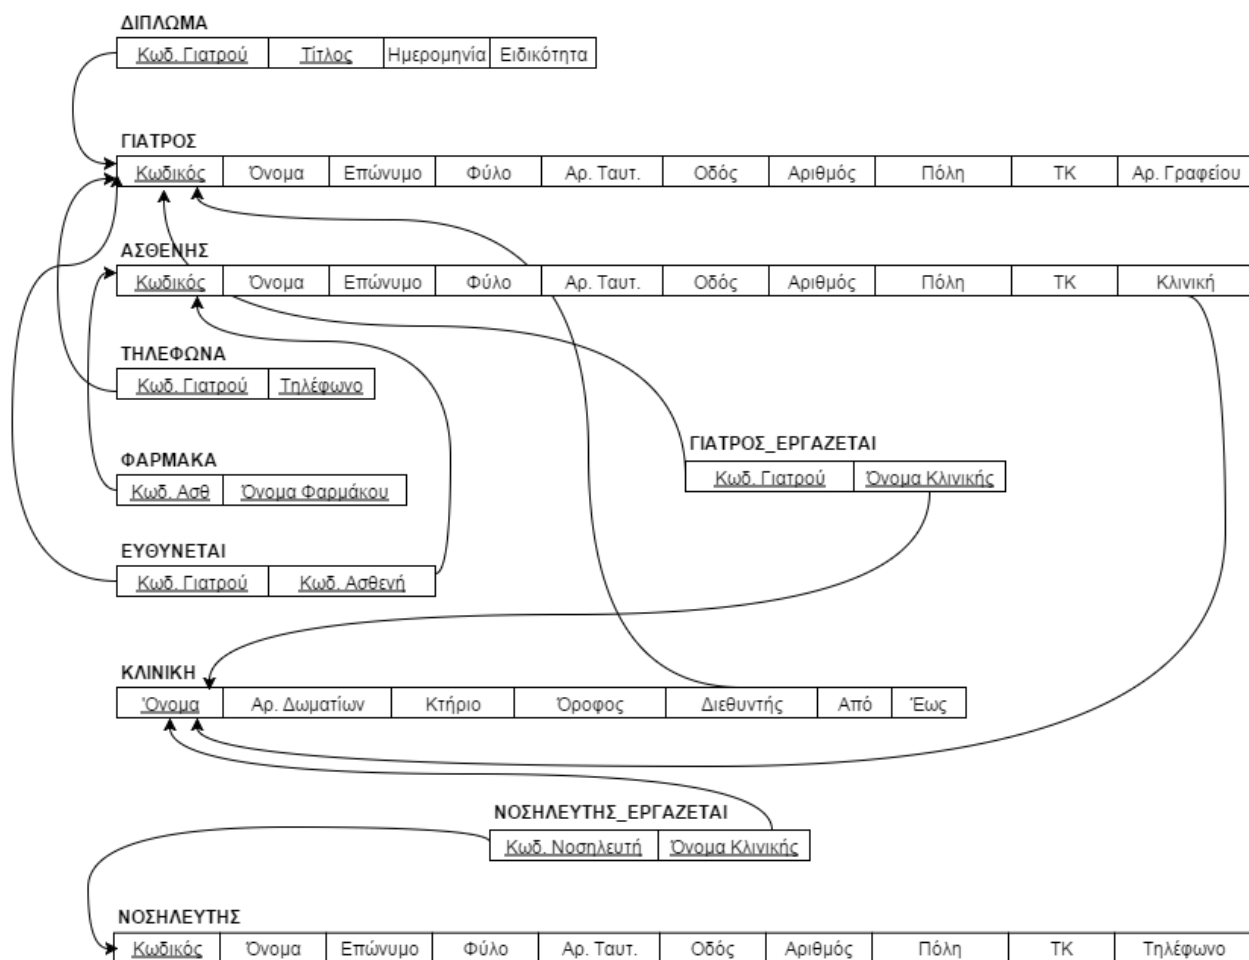 ΔΙΠΛΩΜΑ
Κωδ. Γιατρού Τίτλος Ημερομηνία Ειδικότητα
ΓΙΑΤΡΟΣ
Κωδικός Όνομα Επώνυμο Φύλο Αρ. Ταυτ. Οδός Αριθμός Πόλη ΤΚ Αρ. Γραφείου
ΑΣΘΕΝΗΣ
Κωδικός Όνομα Επώνυμο Φύλο Αρ. Ταυτ. Οδός Αριθμός Πόλη ΤΚ Κλινική
ΤΗΛΕΦΩΝΑ
Κωδ. Γιατρού Τηλέφωνο
ΓΙΑΤΡΟΣ_ΕΡΓΑΖΕΤΑΙ
Κωδ. Γιατρού Όνομα Κλινικής
ΦΑΡΜΑΚΑ
Κωδ. Ασθ Όνομα Φαρμάκου
ΕΥΘΥΝΕΤΑΙ
Κωδ. Γιατρού Κωδ. Ασθενή
ΚΛΙΝΙΚΗ
Όνομα Αρ. Δωματίων Κτήριο Όροφος Διεθυντής Από Έως
ΝΟΣΗΛΕΥΤΗΣ_ΕΡΓΑΖΕΤΑΙ
Κωδ. Νοσηλευτή Όνομα Κλινικής
ΝΟΣΗΛΕΥΤΗΣ
Κωδικός Όνομα Επώνυμο Φύλο Αρ. Ταυτ. Οδός Αριθμός Πόλη ΤΚ Τηλέφωνο